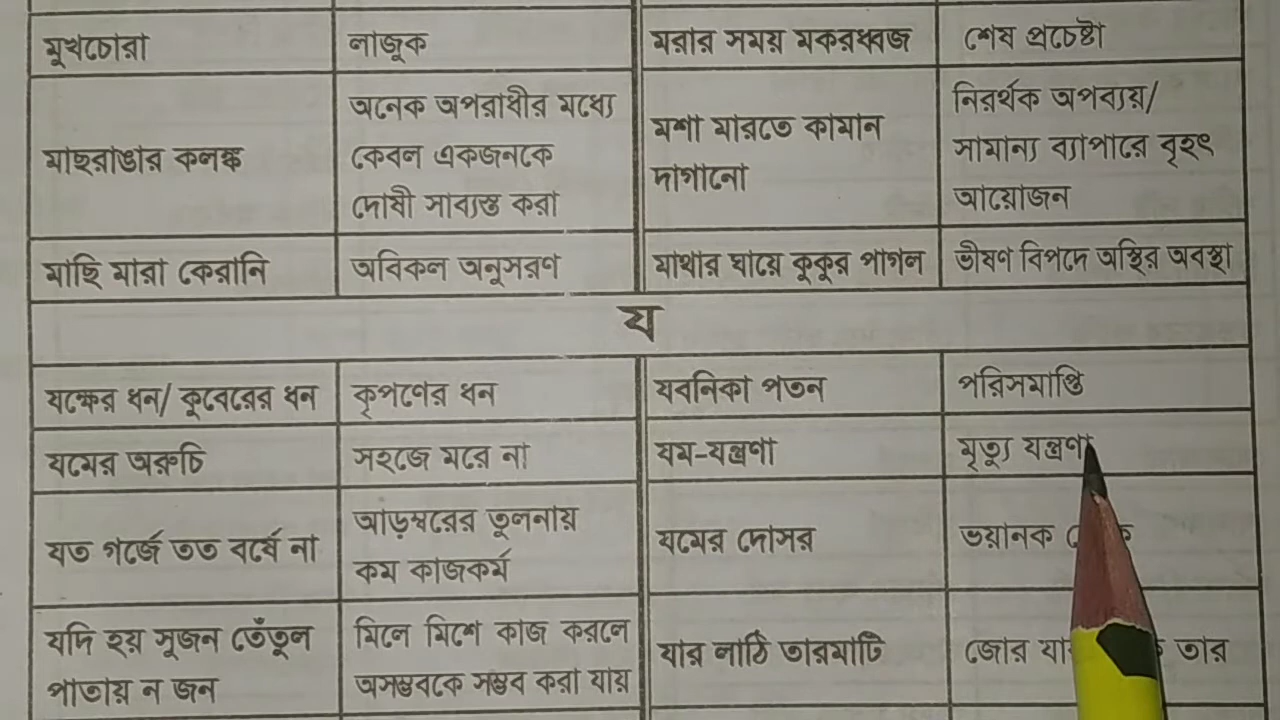 মুখচোরা
লাজুক
মরার সময় মকরধ্বজ
শেষ প্রচেষ্টা
মাছরাঙার কলঙ্ক
অনেক অপরাধীর মধ্যে
কেবল একজনকে
দোষী সাব্যস্ত করা
মশা মারতে কামান
দাগানো
নিরর্থক অপব্যয়/
সামান্য ব্যাপারে বৃহৎ
আয়োজন
মাছি মারা কেরানি
অবিকল অনুসরণ
মাথার ঘায়ে কুকুর পাগল
ভীষণ বিপদে অস্থির অবস্থা
য
যক্ষের ধন/ কুবেরের ধন
কৃপণের ধন
যবনিকা পতন
পরিসমাপ্তি
যমের অরুচি
সহজে মরে না
যম-যন্ত্রণা
মৃত্যু যন্ত্রণা
যত গর্জে তত বর্ষে না
আড়ম্বরের তুলনায়
কম কাজকর্ম
যমের দোসর
ভয়ানক
যদি হয় সুজন তেঁতুল
পাতায় ন জন
মিলে মিশে কাজ করলে
অসম্ভবকে সম্ভব করা যায়
যার লাঠি তারমাটি
জোর তার